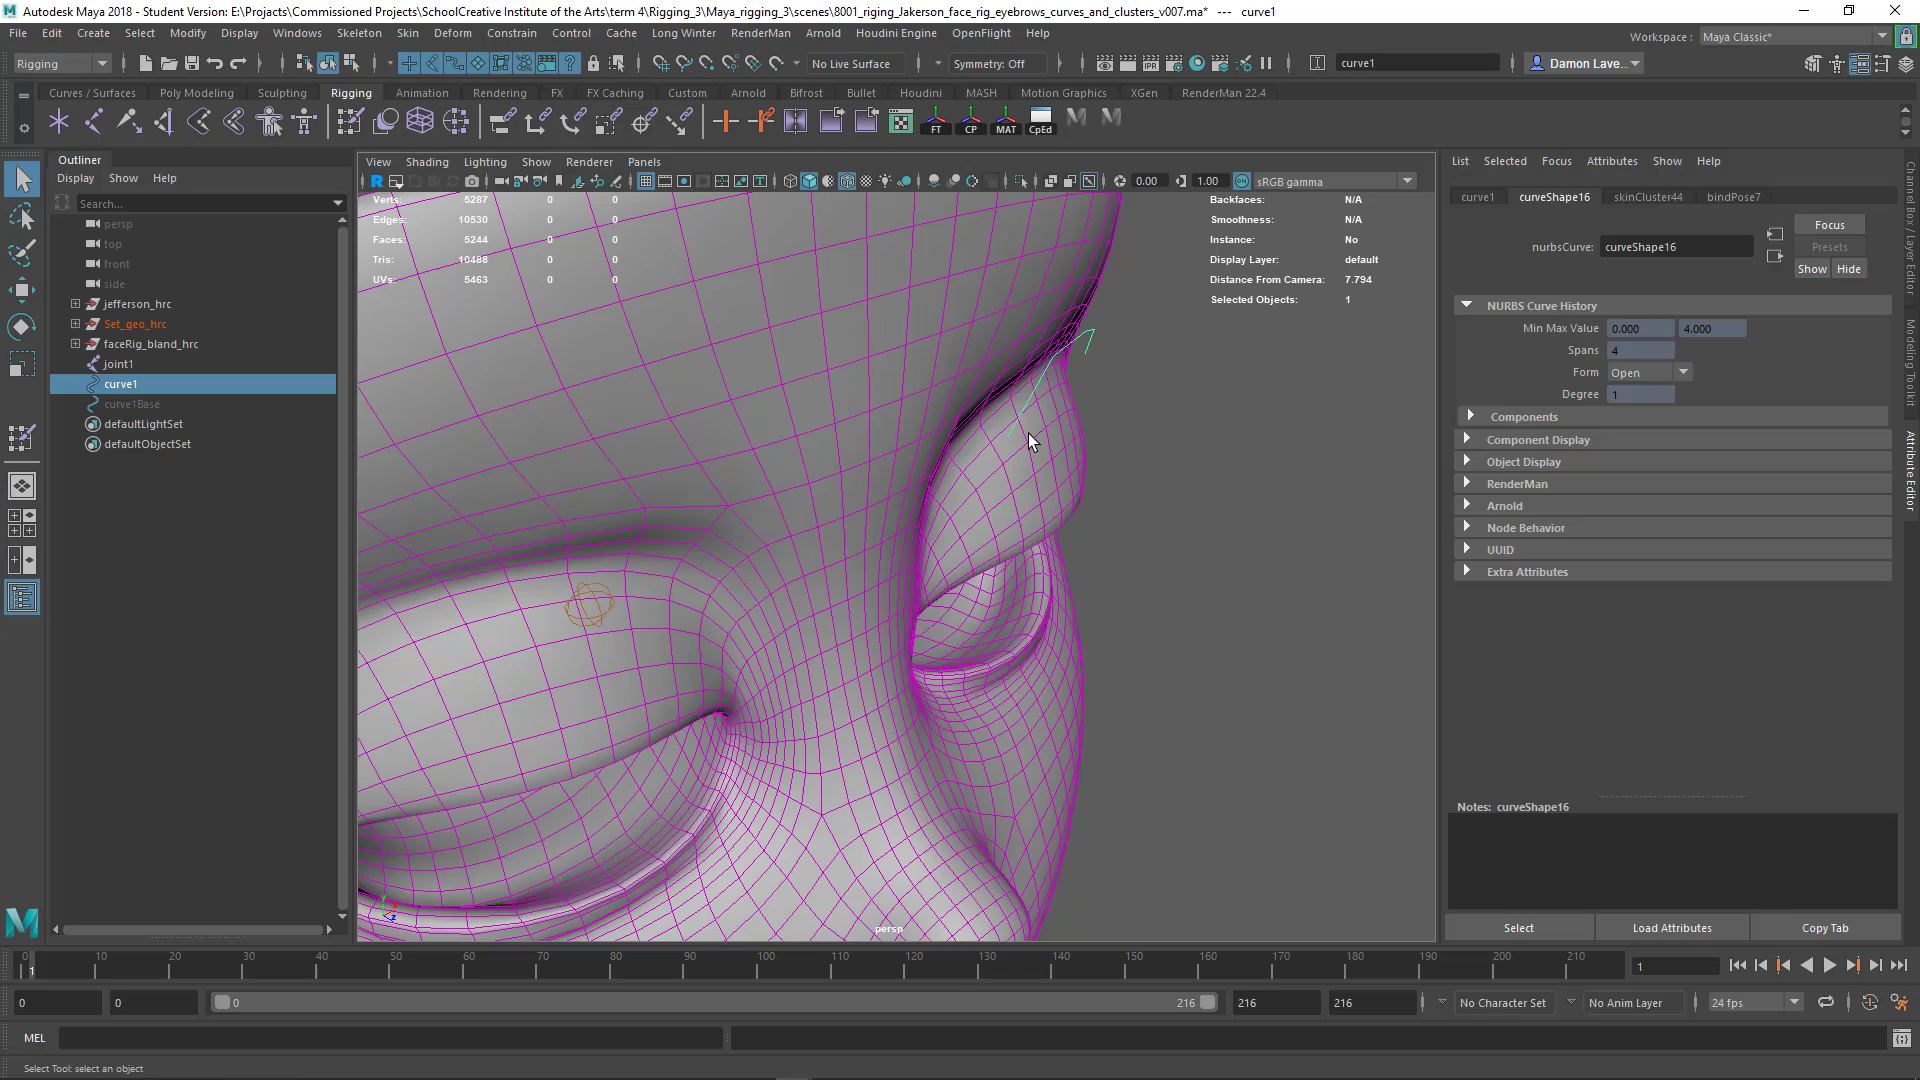 Autodesk Maya 2018 - Student Version: E:\Projects\Commissioned Projects\SchoolCreative Institute of the Arts\term 4\Rigging_3\Maya_rigging_3\scenes\8001_riging_Jakerson_face_rig_eyebrows_curves_and_clusters_v007.ma* --- curve1
File Edit Create Select Modify Display Windows Skeleton Skin Deform Constrain Control Cache Long Winter RenderMan Arnold Houdini Engine OpenFlight Help
Workspace : Maya Classic*
Rigging
No Live Surface
Symmetry: Off
IPR
curve1
Damon Lave...
Curves / Surfaces Poly Modeling Sculpting Rigging Animation Rendering FX FX Caching Custom Arnold Bifrost Bullet Houdini MASH Motion Graphics XGen RenderMan 22.4
FT CP MAT CpEd
Outliner
Display Show Help
Search...
persp
top
front
side
jefferson_hrc
Set_geo_hrc
faceRig_bland_hrc
joint1
curve1
curve1Base
defaultLightSet
defaultObjectSet
View Shading Lighting Show Renderer Panels
0.00 1.00 ON sRGB gamma
Verts: 5287 0 0
Edges: 10530 0 0
Faces: 5244 0 0
Tris: 10488 0 0
UVs: 5463 0 0
Backfaces: N/A
Smoothness: N/A
Instance: No
Display Layer: default
Distance From Camera: 7.794
Selected Objects: 1
persp
List Selected Focus Attributes Show Help
curve1 curveShape16 skinCluster44 bindPose7
nurbsCurve: curveShape16
Focus
Presets
Show Hide
NURBS Curve History
Min Max Value 0.000 4.000
Spans 4
Form Open
Degree 1
Components
Component Display
Object Display
RenderMan
Arnold
Node Behavior
UUID
Extra Attributes
Notes: curveShape16
Select Load Attributes Copy Tab
Channel Box / Layer Editor
Modeling Toolkit
Attribute Editor
0 10 20 30 40 50 60 70 80 90 100 110 120 130 140 150 160 170 180 190 200 210
1
1
0 0 0 216 216 216 No Character Set No Anim Layer 24 fps
MEL
Select Tool: select an object